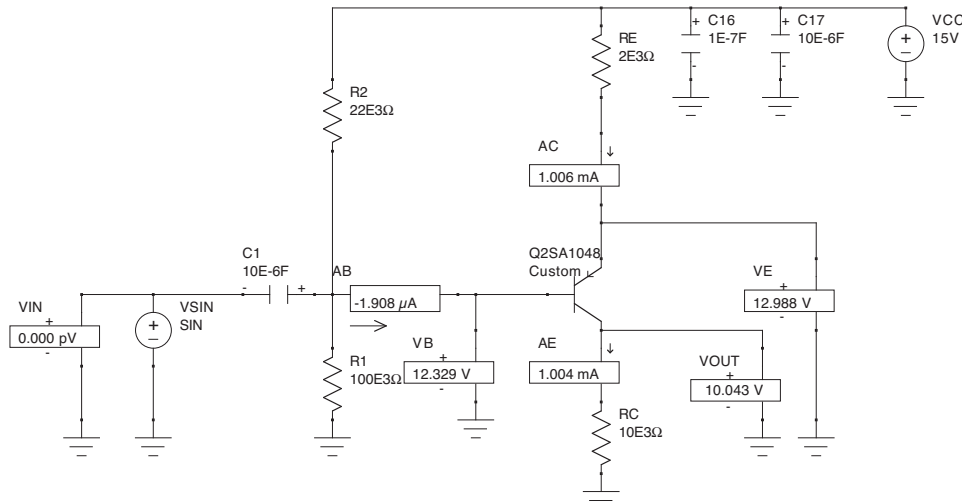 C16
1E-7F
C17
10E-6F
VCC
15V
RE
2E3Ω
R2
22E3Ω
AC
1.006 mA
C1
10E-6F
AB
-1.908 µA
Q2SA1048
Custom
VE
12.988 V
VIN
0.000 pV
VSIN
SIN
R1
100E3Ω
VB
12.329 V
AE
1.004 mA
VOUT
10.043 V
RC
10E3Ω